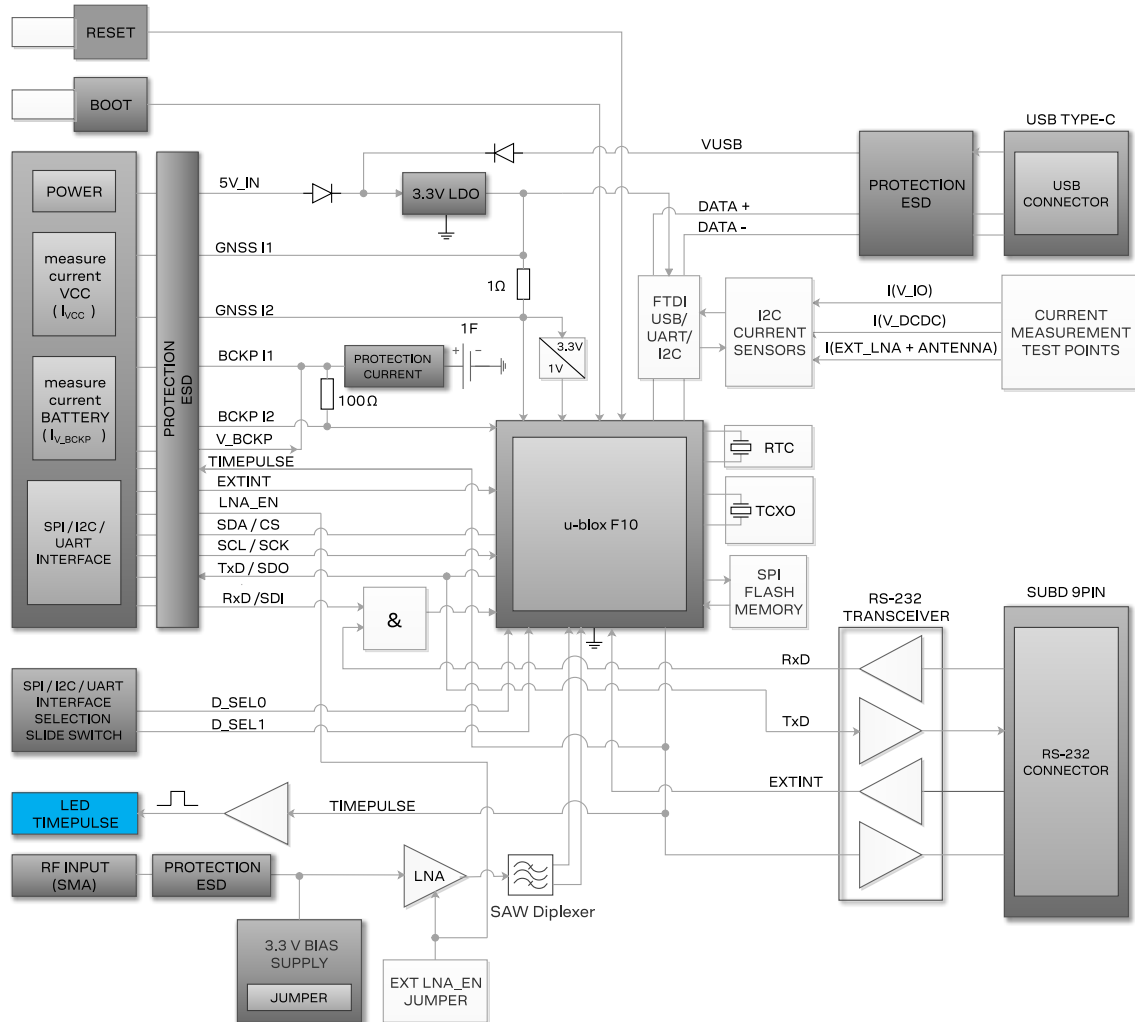 RESET
BOOT
POWER
measure
current
VCC
( IVCC )
measure
current
BATTERY
( IV_BCKP )
SPI / I2C /
UART
INTERFACE
PROTECTION
ESD
5V_IN
GNSS I1
GNSS I2
BCKP I1
BCKP I2
V_BCKP
TIMEPULSE
EXTINT
LNA_EN
SDA / CS
SCL / SCK
TxD / SDO
RxD /SDI
3.3V LDO
1Ω
3.3V
1V
PROTECTION
CURRENT
1F
+
−
100Ω
&
u-blox F10
VUSB
DATA +
DATA -
PROTECTION
ESD
USB TYPE-C
USB
CONNECTOR
FTDI
USB/
UART/
I2C
I2C
CURRENT
SENSORS
I(V_IO)
I(V_DCDC)
I(EXT_LNA + ANTENNA)
CURRENT
MEASUREMENT
TEST POINTS
RTC
TCXO
SPI
FLASH
MEMORY
RS-232
TRANSCEIVER
SUBD 9PIN
RxD
TxD
EXTINT
RS-232
CONNECTOR
SPI / I2C / UART
INTERFACE
SELECTION
SLIDE SWITCH
D_SEL0
D_SEL1
LED
TIMEPULSE
TIMEPULSE
RF INPUT
(SMA)
PROTECTION
ESD
LNA
SAW Diplexer
3.3 V BIAS
SUPPLY
JUMPER
EXT LNA_EN
JUMPER